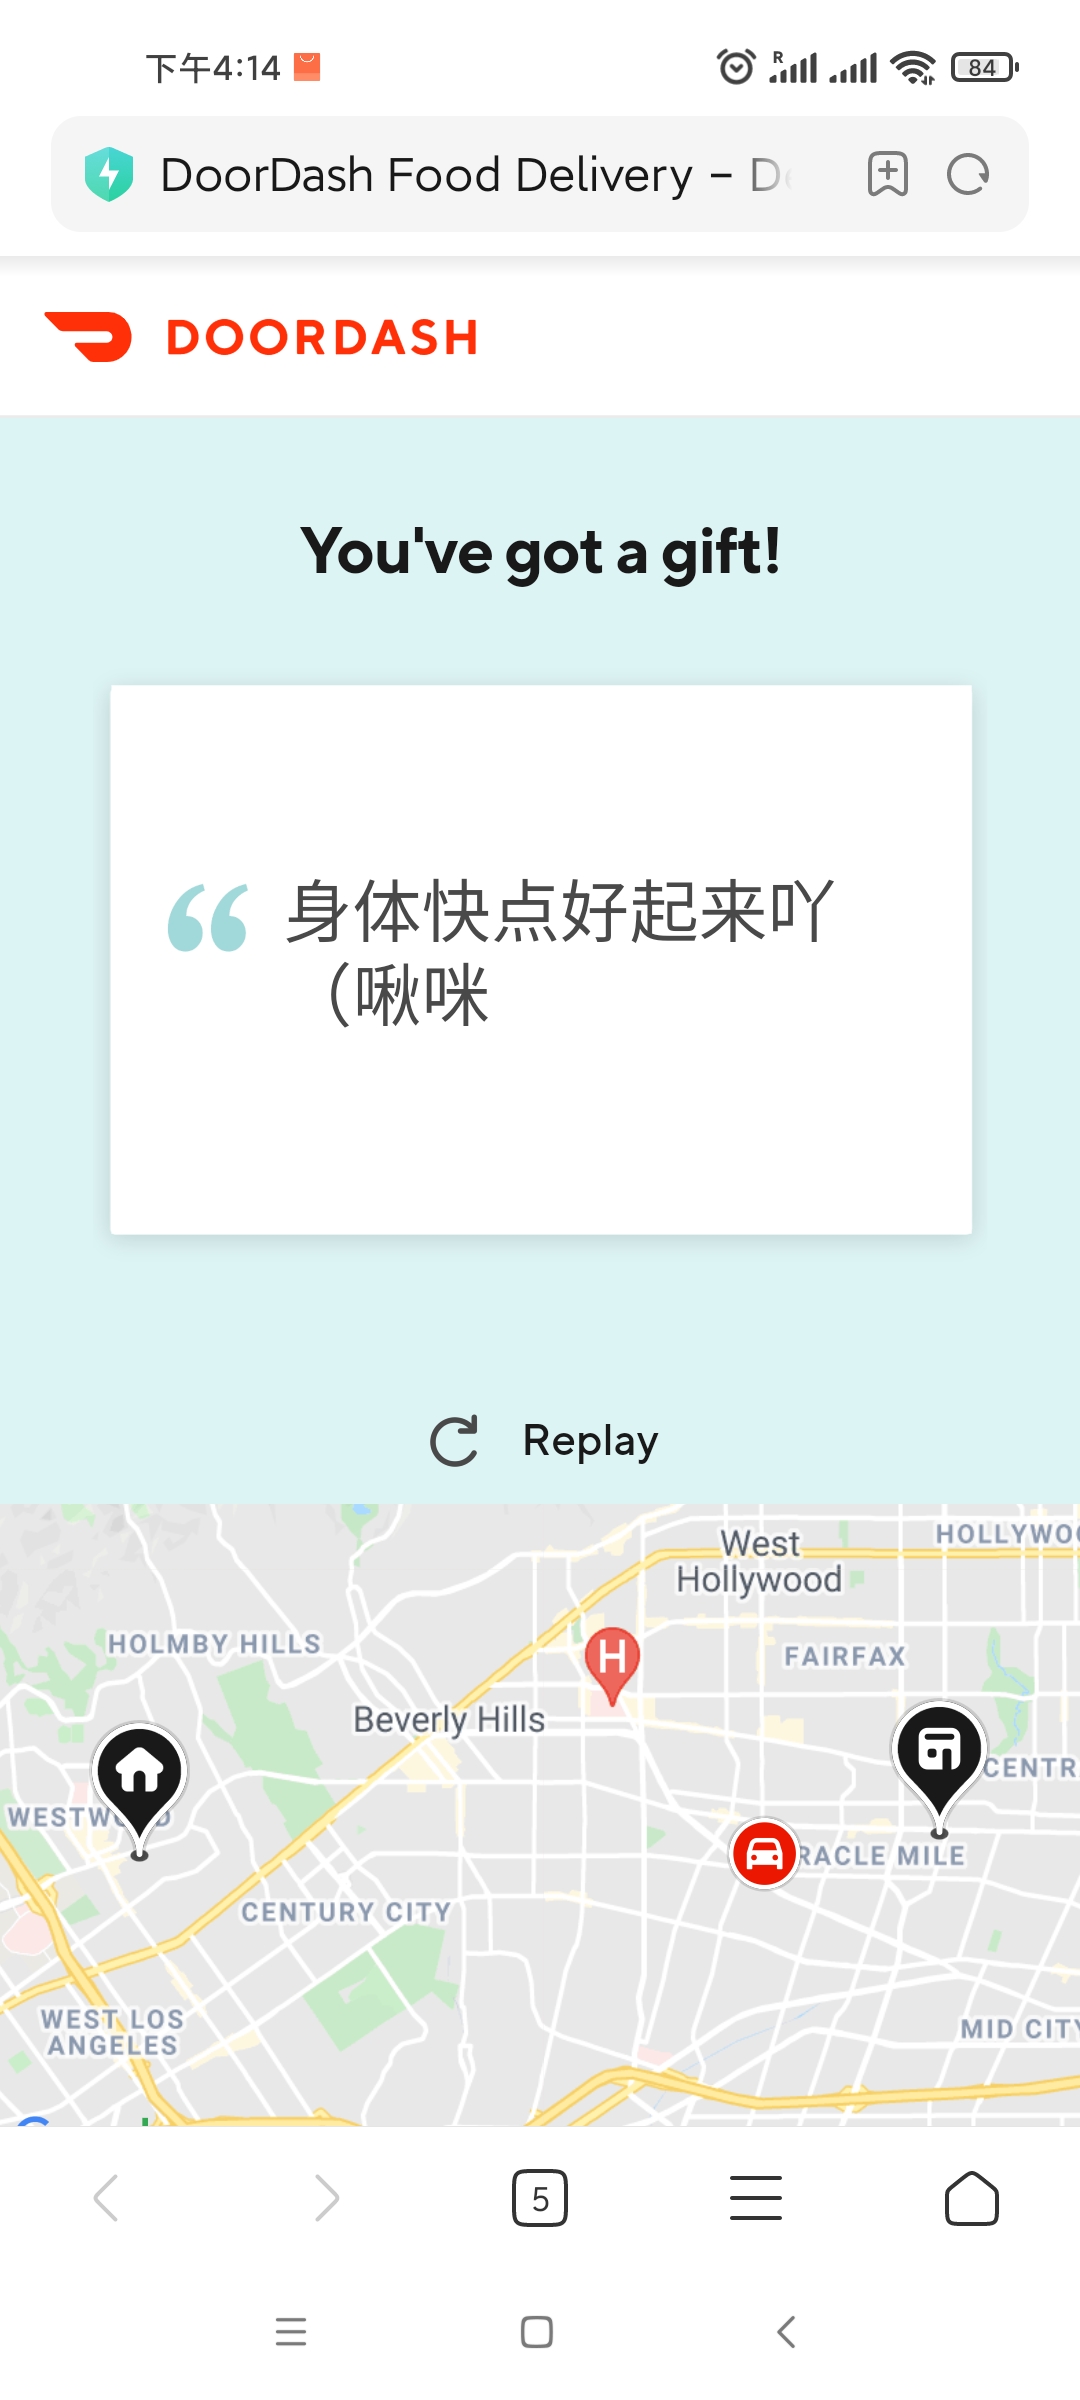 下午4:14
R
84
DoorDash Food Delivery – D
DOORDASH
You've got a gift!
“ 身体快点好起来吖
（啾咪
Replay
West
Hollywood
HOLLYWO
HOLMBY HILLS
H
FAIRFAX
Beverly Hills
CENTR
WESTW
RACLE MILE
CENTURY CITY
WEST LOS
ANGELES
MID CITY
5